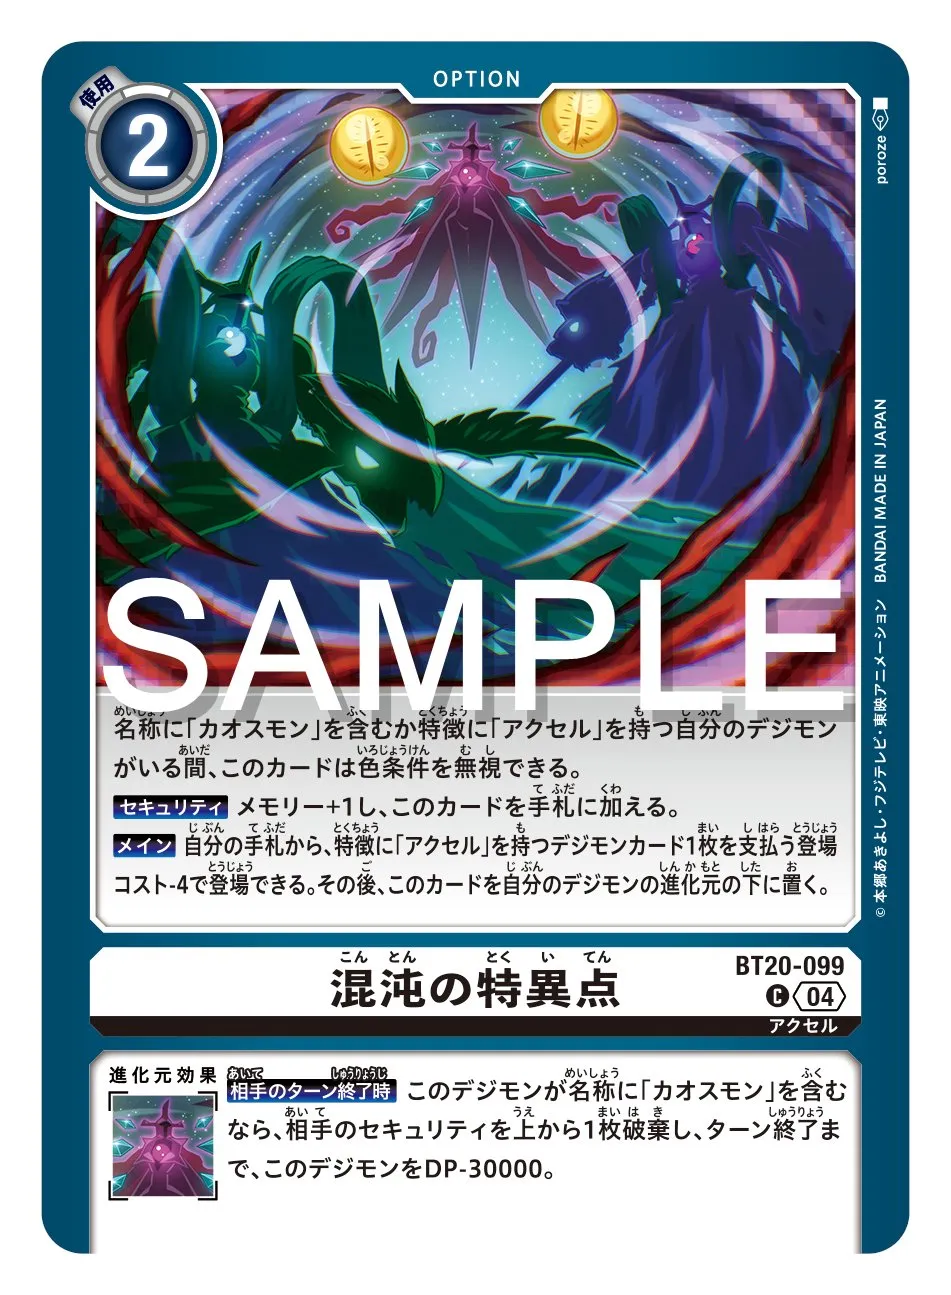 OPTION
使用
2
poroze
BANDAI MADE IN JAPAN
©本郷あきよし・フジテレビ・東映アニメーション
SAMPLE
名称に「カオスモン」を含むか特徴に「アクセル」を持つ自分のデジモン
がいる間、このカードは色条件を無視できる。
セキュリティ メモリー+1し、このカードを手札に加える。
メイン 自分の手札から、特徴に「アクセル」を持つデジモンカード1枚を支払う登場
コスト-4で登場できる。その後、このカードを自分のデジモンの進化元の下に置く。
こんとん とくいてん
混沌の特異点
BT20-099
C 04
アクセル
進化元効果
相手のターン終了時 このデジモンが名称に「カオスモン」を含む
なら、相手のセキュリティを上から1枚破棄し、ターン終了ま
で、このデジモンをDP-30000。